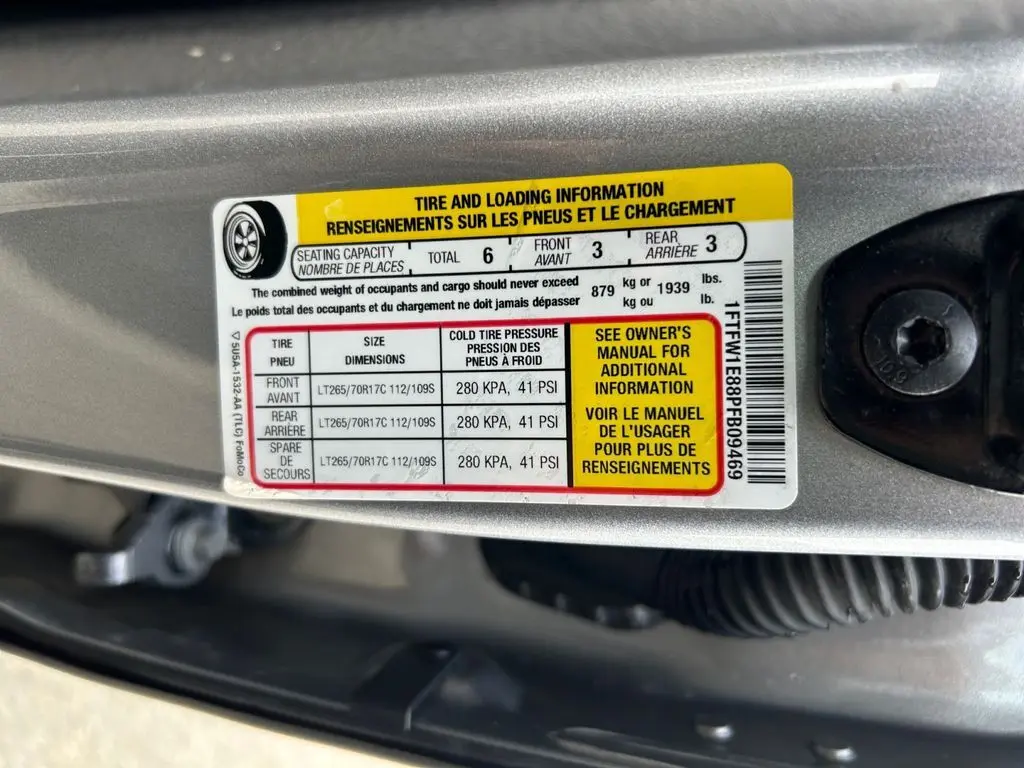 TIRE AND LOADING INFORMATION
RENSEIGNEMENTS SUR LES PNEUS ET LE CHARGEMENT
SEATING CAPACITY
NOMBRE DE PLACES
TOTAL 6
FRONT
AVANT
3
REAR
ARRIÈRE
3
The combined weight of occupants and cargo should never exceed 879 kg or 1939 lbs.
Le poids total des occupants et du chargement ne doit jamais dépasser kg ou lb.
TIRE
PNEU
SIZE
DIMENSIONS
COLD TIRE PRESSURE
PRESSION DES
PNEUS À FROID
FRONT
AVANT
LT265/70R17C 112/109S
280 KPA, 41 PSI
REAR
ARRIÈRE
LT265/70R17C 112/109S
280 KPA, 41 PSI
SPARE
DE
SECOURS
LT265/70R17C 112/109S
280 KPA, 41 PSI
SEE OWNER'S
MANUAL FOR
ADDITIONAL
INFORMATION
VOIR LE MANUEL
DE L'USAGER
POUR PLUS DE
RENSEIGNEMENTS
5U5A-1532-AA (TLC) FoMoCo
1FTFW1E88PFB09469
10.9